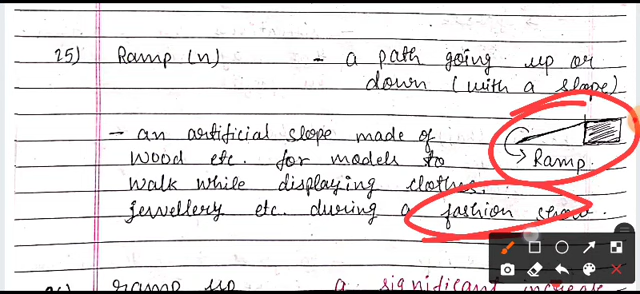 25) Ramp (n) - a path going up or
down (with a slope)
- an artificial slope made of
wood etc. for models to
walk while displaying clothes,
jewellery etc. during a fashion show.
Ramp.
ramp up a significant increase